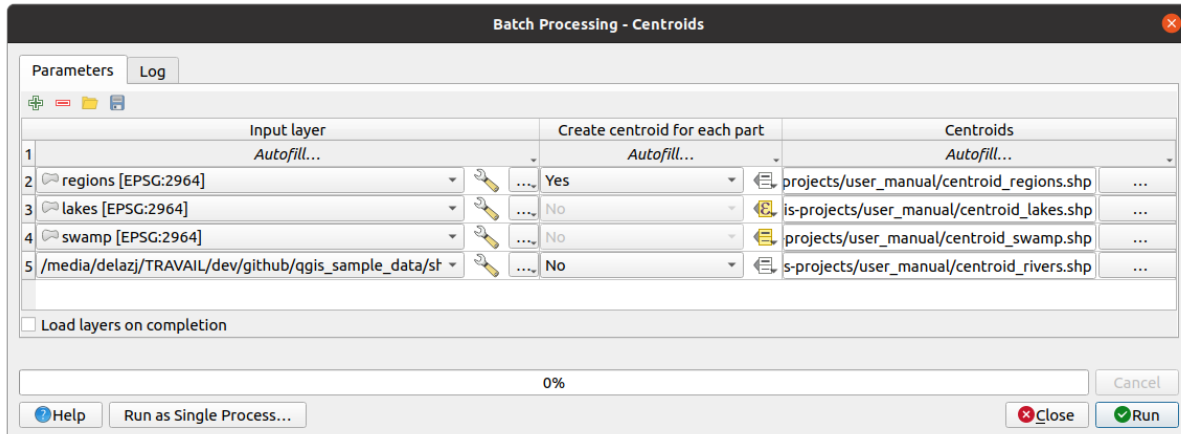 Batch Processing - Centroids
Parameters Log
Input layer Create centroid for each part Centroids
1 Autofill... Autofill... Autofill...
2 regions [EPSG:2964] ... Yes projects/user_manual/centroid_regions.shp ...
3 lakes [EPSG:2964] ... No ε is-projects/user_manual/centroid_lakes.shp ...
4 swamp [EPSG:2964] ... No projects/user_manual/centroid_swamp.shp ...
5 /media/delazj/TRAVAIL/dev/github/qgis_sample_data/sh ... No s-projects/user_manual/centroid_rivers.shp ...
Load layers on completion
0% Cancel
Help Run as Single Process... Close Run